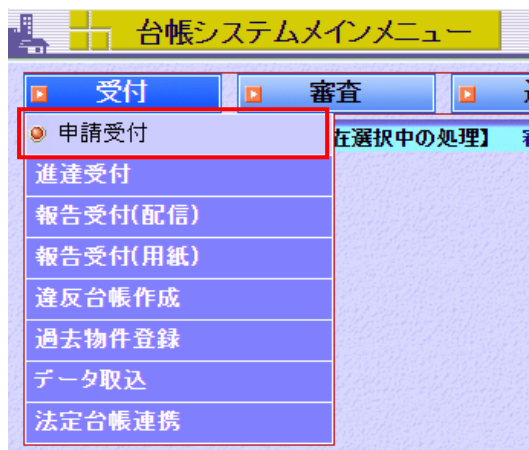 台帳システムメインメニュー
受付 審査
申請受付 在選択中の処理】
進達受付
報告受付(配信)
報告受付(用紙)
違反台帳作成
過去物件登録
データ取込
法定台帳連携